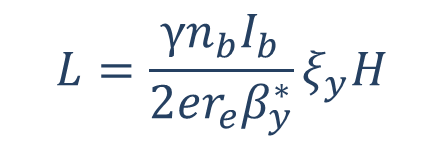 L = \frac{\gamma n_b I_b}{2 e r_e \beta_y^*} \xi_y H